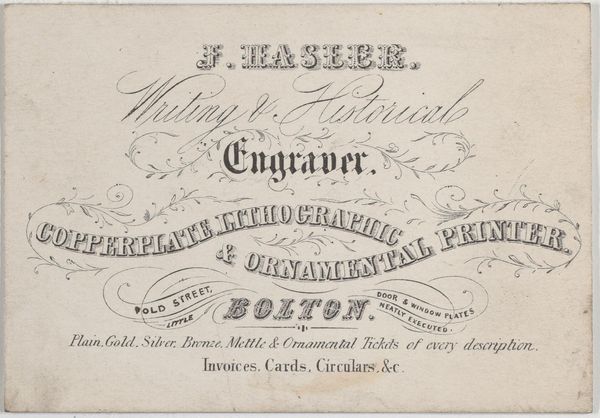 F. HASLER.
Writing & Historical
Engraver.
COPPERPLATE, LITHOGRAPHIC
& ORNAMENTAL PRINTER.
OLD STREET,
LITTLE
BOLTON.
DOOR & WINDOW PLATES
NEATLY EXECUTED.
Plain, Gold, Silver, Bronze, Mettle & Ornamental Tickets of every description.
Invoices, Cards, Circulars, &c.